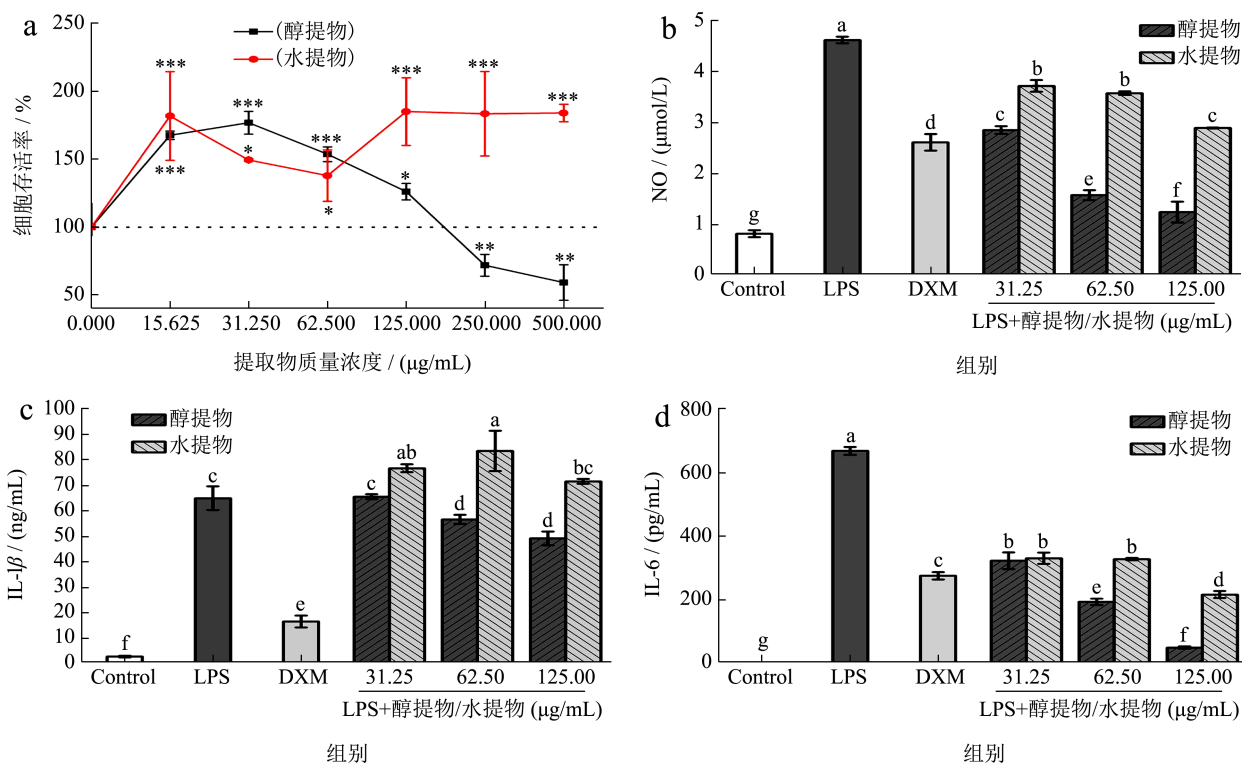 a
250
200
150
100
50
细胞存活率 / %
(醇提物)
(水提物)
***
***
***
*
***
*
***
*
***
**
***
**
0.000 15.625 31.250 62.500 125.000 250.000 500.000
提取物质量浓度 / (μg/mL)
b
5
4
3
2
1
0
NO / (μmol/L)
醇提物
水提物
g a d c b e b f c
Control LPS DXM 31.25 62.50 125.00
LPS+醇提物/水提物 (μg/mL)
组别
c
100
90
80
70
60
50
40
30
20
10
0
IL-1β / (ng/mL)
醇提物
水提物
f c e c ab d a d bc
Control LPS DXM 31.25 62.50 125.00
LPS+醇提物/水提物 (μg/mL)
组别
d
800
600
400
200
0
IL-6 / (pg/mL)
醇提物
水提物
g a c b b e b f d
Control LPS DXM 31.25 62.50 125.00
LPS+醇提物/水提物 (μg/mL)
组别